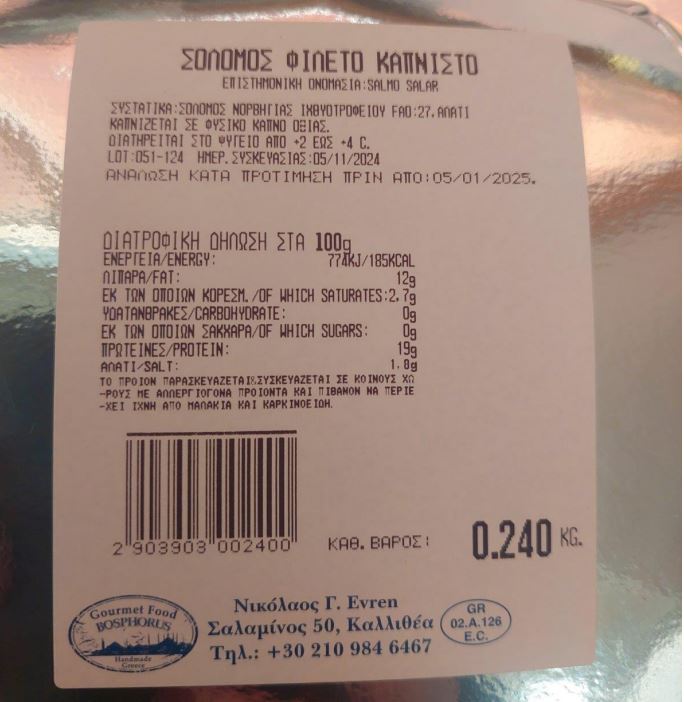 ΣΟΛΟΜΟΣ ΦΙΛΕΤΟ ΚΑΠΝΙΣΤΟ
ΕΠΙΣΤΗΜΟΝΙΚΗ ΟΝΟΜΑΣΙΑ:SALMO SALAR
ΣΥΣΤΑΤΙΚΑ:ΣΟΛΟΜΟΣ ΝΟΡΒΗΓΙΑΣ ΙΧΘΥΟΤΡΟΦΕΙΟΥ FAO:27.ΑΛΑΤΙ
ΚΑΠΝΙΖΕΤΑΙ ΣΕ ΦΥΣΙΚΟ ΚΑΠΝΟ ΟΞΙΑΣ.
ΔΙΑΤΗΡΕΙΤΑΙ ΣΤΟ ΨΥΓΕΙΟ ΑΠΟ +2 ΕΩΣ +4 C.
LOT:051-124 ΗΜΕΡ.ΣΥΣΚΕΥΑΣΙΑΣ:05/11/2024
ΑΝΑΛΩΣΗ ΚΑΤΑ ΠΡΟΤΙΜΗΣΗ ΠΡΙΝ ΑΠΟ:05/01/2025.
ΔΙΑΤΡΟΦΙΚΗ ΔΗΛΩΣΗ ΣΤΑ 100g
ΕΝΕΡΓΕΙΑ/ENERGY: 774KJ/185KCAL
ΛΙΠΑΡΑ/FAT: 12g
ΕΚ ΤΩΝ ΟΠΟΙΩΝ ΚΟΡΕΣΜ./OF WHICH SATURATES:2,7g
ΥΔΑΤΑΝΘΡΑΚΕΣ/CARBOHYDRATE: 0g
ΕΚ ΤΩΝ ΟΠΟΙΩΝ ΣΑΚΧΑΡΑ/OF WHICH SUGARS: 0g
ΠΡΩΤΕΙΝΕΣ/PROTEIN: 19g
ΑΛΑΤΙ/SALT: 1,8g
ΤΟ ΠΡΟΙΟΝ ΠΑΡΑΣΚΕΥΑΖΕΤΑΙ&ΣΥΣΚΕΥΑΖΕΤΑΙ ΣΕ ΚΟΙΝΟΥΣ ΧΩ
-ΡΟΥΣ ΜΕ ΑΛΛΕΡΓΙΟΓΟΝΑ ΠΡΟΙΟΝΤΑ ΚΑΙ ΠΙΘΑΝΟΝ ΝΑ ΠΕΡΙΕ
-ΧΕΙ ΙΧΝΗ ΑΠΟ ΜΑΛΑΚΙΑ ΚΑΙ ΚΑΡΚΙΝΟΕΙΔΗ.
2 903903 002400
ΚΑΘ. ΒΑΡΟΣ: 0.240 KG.
Gourmet Food
BOSPHORUS
Handmade
Greece
Νικόλαος Γ. Evren
Σαλαμίνος 50, Καλλιθέα
Τηλ.: +30 210 984 6467
GR
02.A.126
E.C.